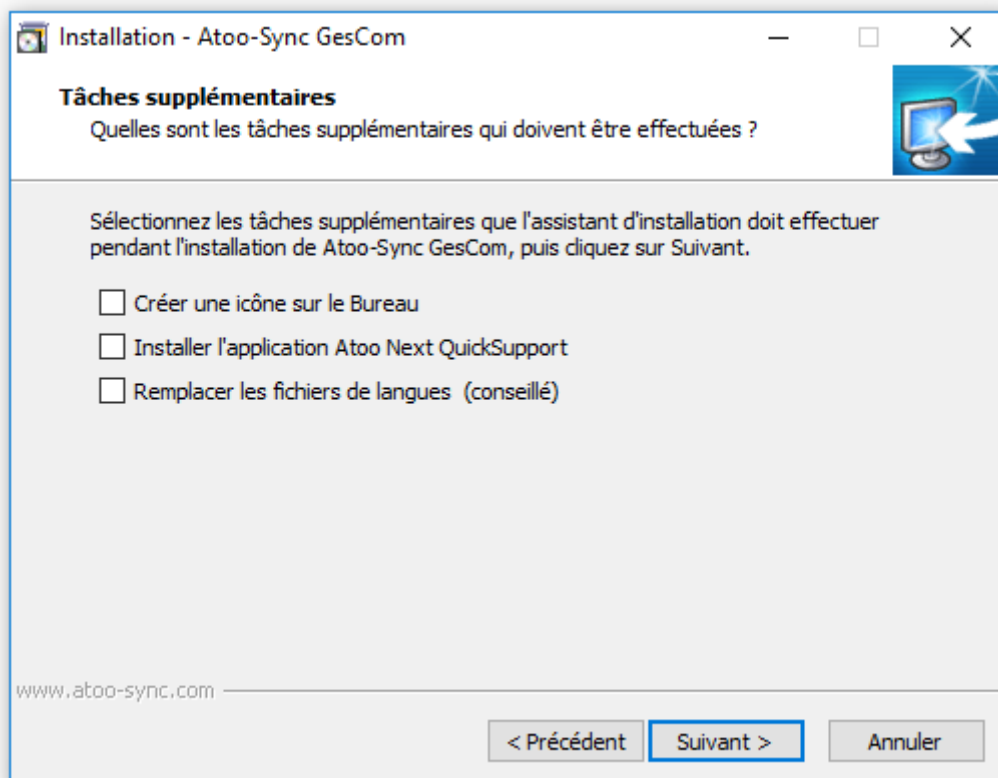 Installation - Atoo-Sync GesCom
Tâches supplémentaires
Quelles sont les tâches supplémentaires qui doivent être effectuées ?
Sélectionnez les tâches supplémentaires que l'assistant d'installation doit effectuer
pendant l'installation de Atoo-Sync GesCom, puis cliquez sur Suivant.
Créer une icône sur le Bureau
Installer l'application Atoo Next QuickSupport
Remplacer les fichiers de langues  (conseillé)
www.atoo-sync.com
< Précédent
Suivant >
Annuler